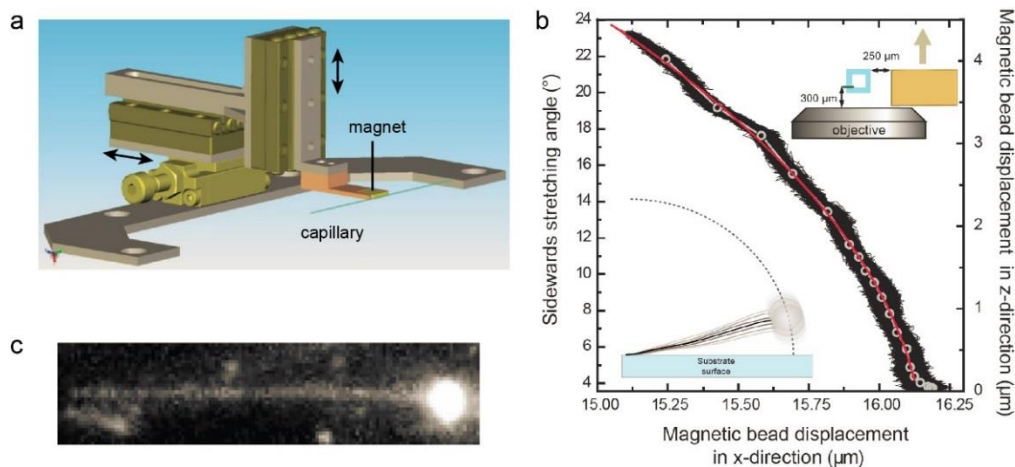 a
magnet
capillary
b
Sidewards stretching angle (°)
24
22
20
18
16
14
12
10
8
6
4
15.00
15.25
15.50
15.75
16.00
16.25
Magnetic bead displacement
in x-direction (µm)
Magnetic bead displacement in z-direction (µm)
4
3
2
1
0
250 µm
300 µm
objective
Substrate
surface
c